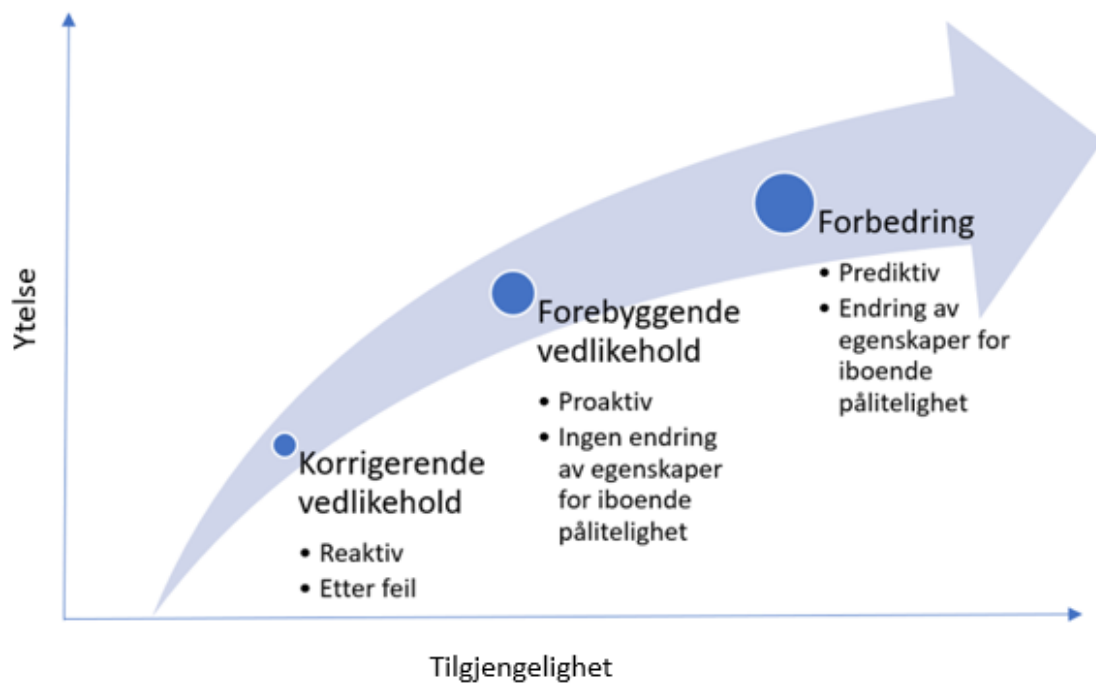 Ytelse
Forbedring
• Prediktiv
• Endring av
egenskaper for
iboende
pålitelighet
Forebyggende
vedlikehold
• Proaktiv
• Ingen endring
av egenskaper
for iboende
pålitelighet
Korrigerende
vedlikehold
• Reaktiv
• Etter feil
Tilgjengelighet